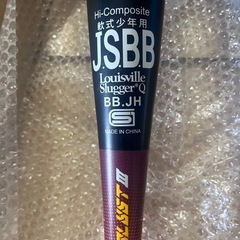 Hi-Composite
軟式少年用
J.S.B.B
Louisville
Slugger®Q
BB.JH
S
MADE IN CHINA